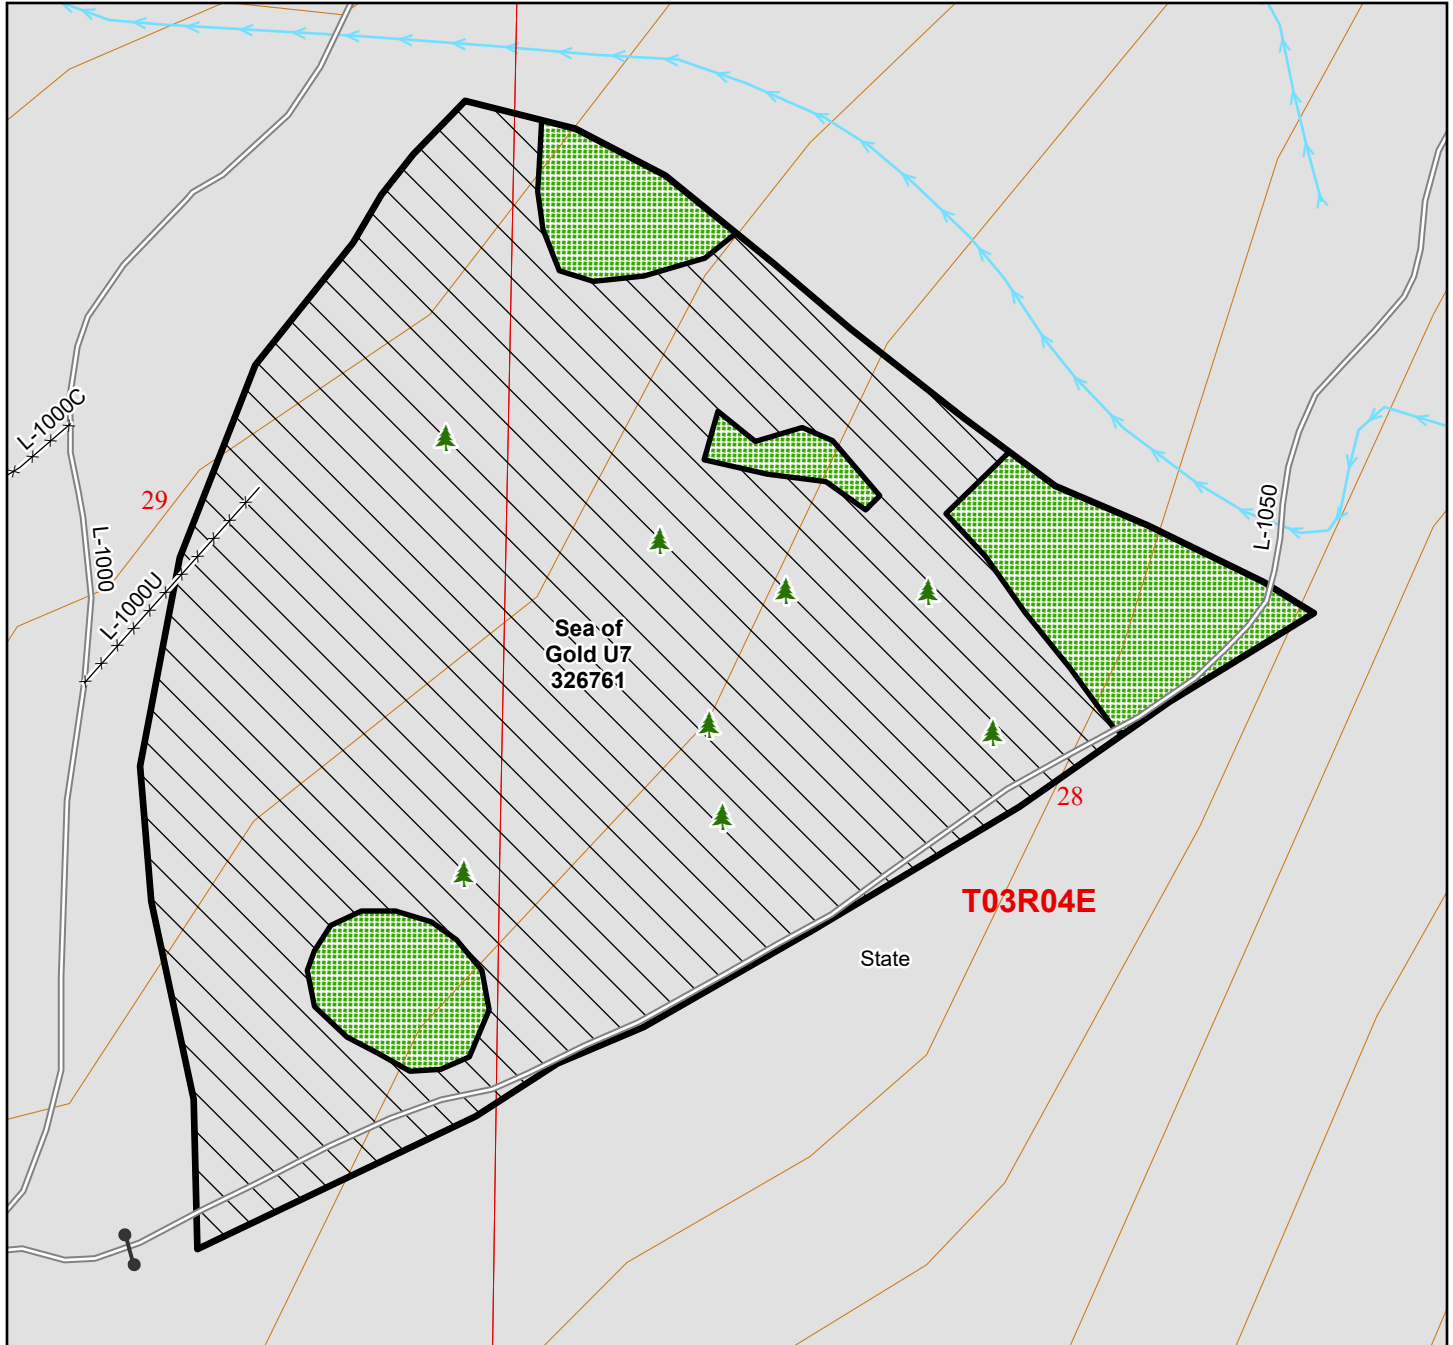 L-1000C
29
L-1000
L-1000U
L-1050
Sea of
Gold U7
326761
28
T03R04E
State